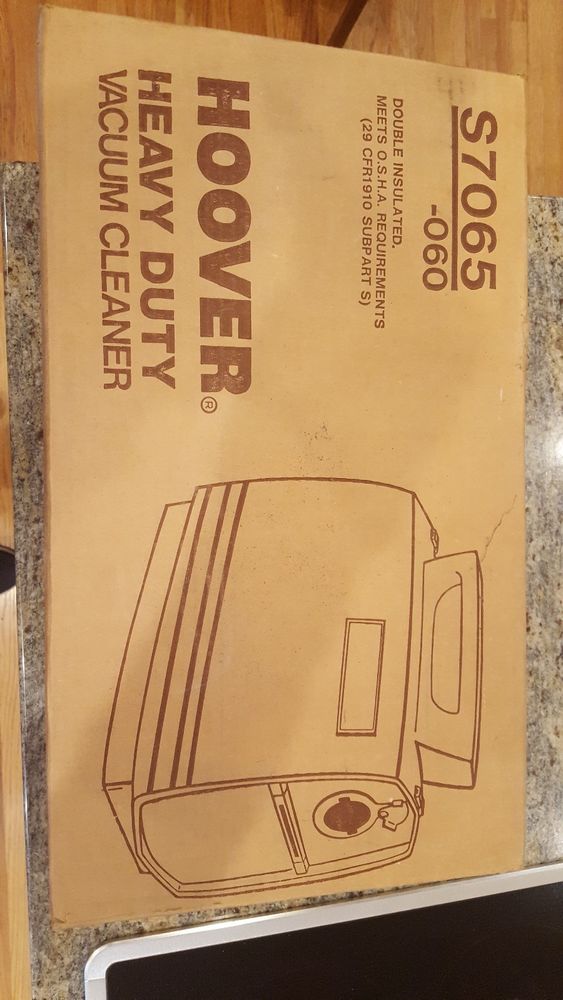 S7065
-060
DOUBLE INSULATED.
MEETS O.S.H.A. REQUIREMENTS
(29 CFR1910 SUBPART S)
HOOVER®
HEAVY DUTY
VACUUM CLEANER